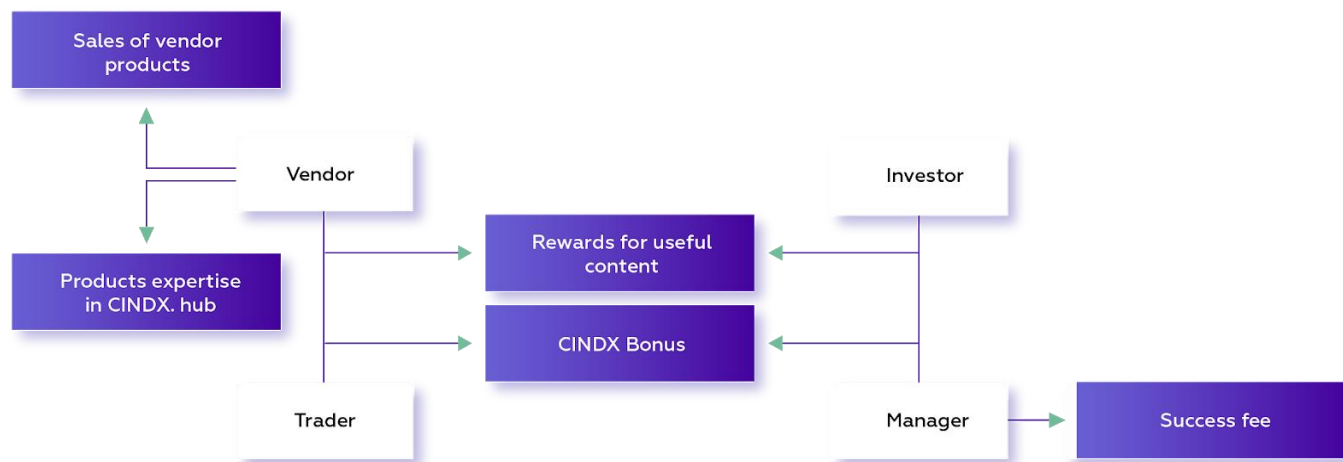 Sales of vendor
products
Vendor
Investor
Rewards for useful
content
Products expertise
in CINDX. hub
CINDX Bonus
Trader
Manager
Success fee